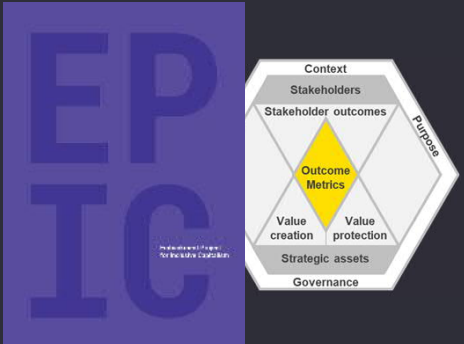 EP
IC
Embankment Project
for Inclusive Capitalism
Context
Stakeholders
Stakeholder outcomes
Purpose
Outcome
Metrics
Value
creation
Value
protection
Strategic assets
Governance